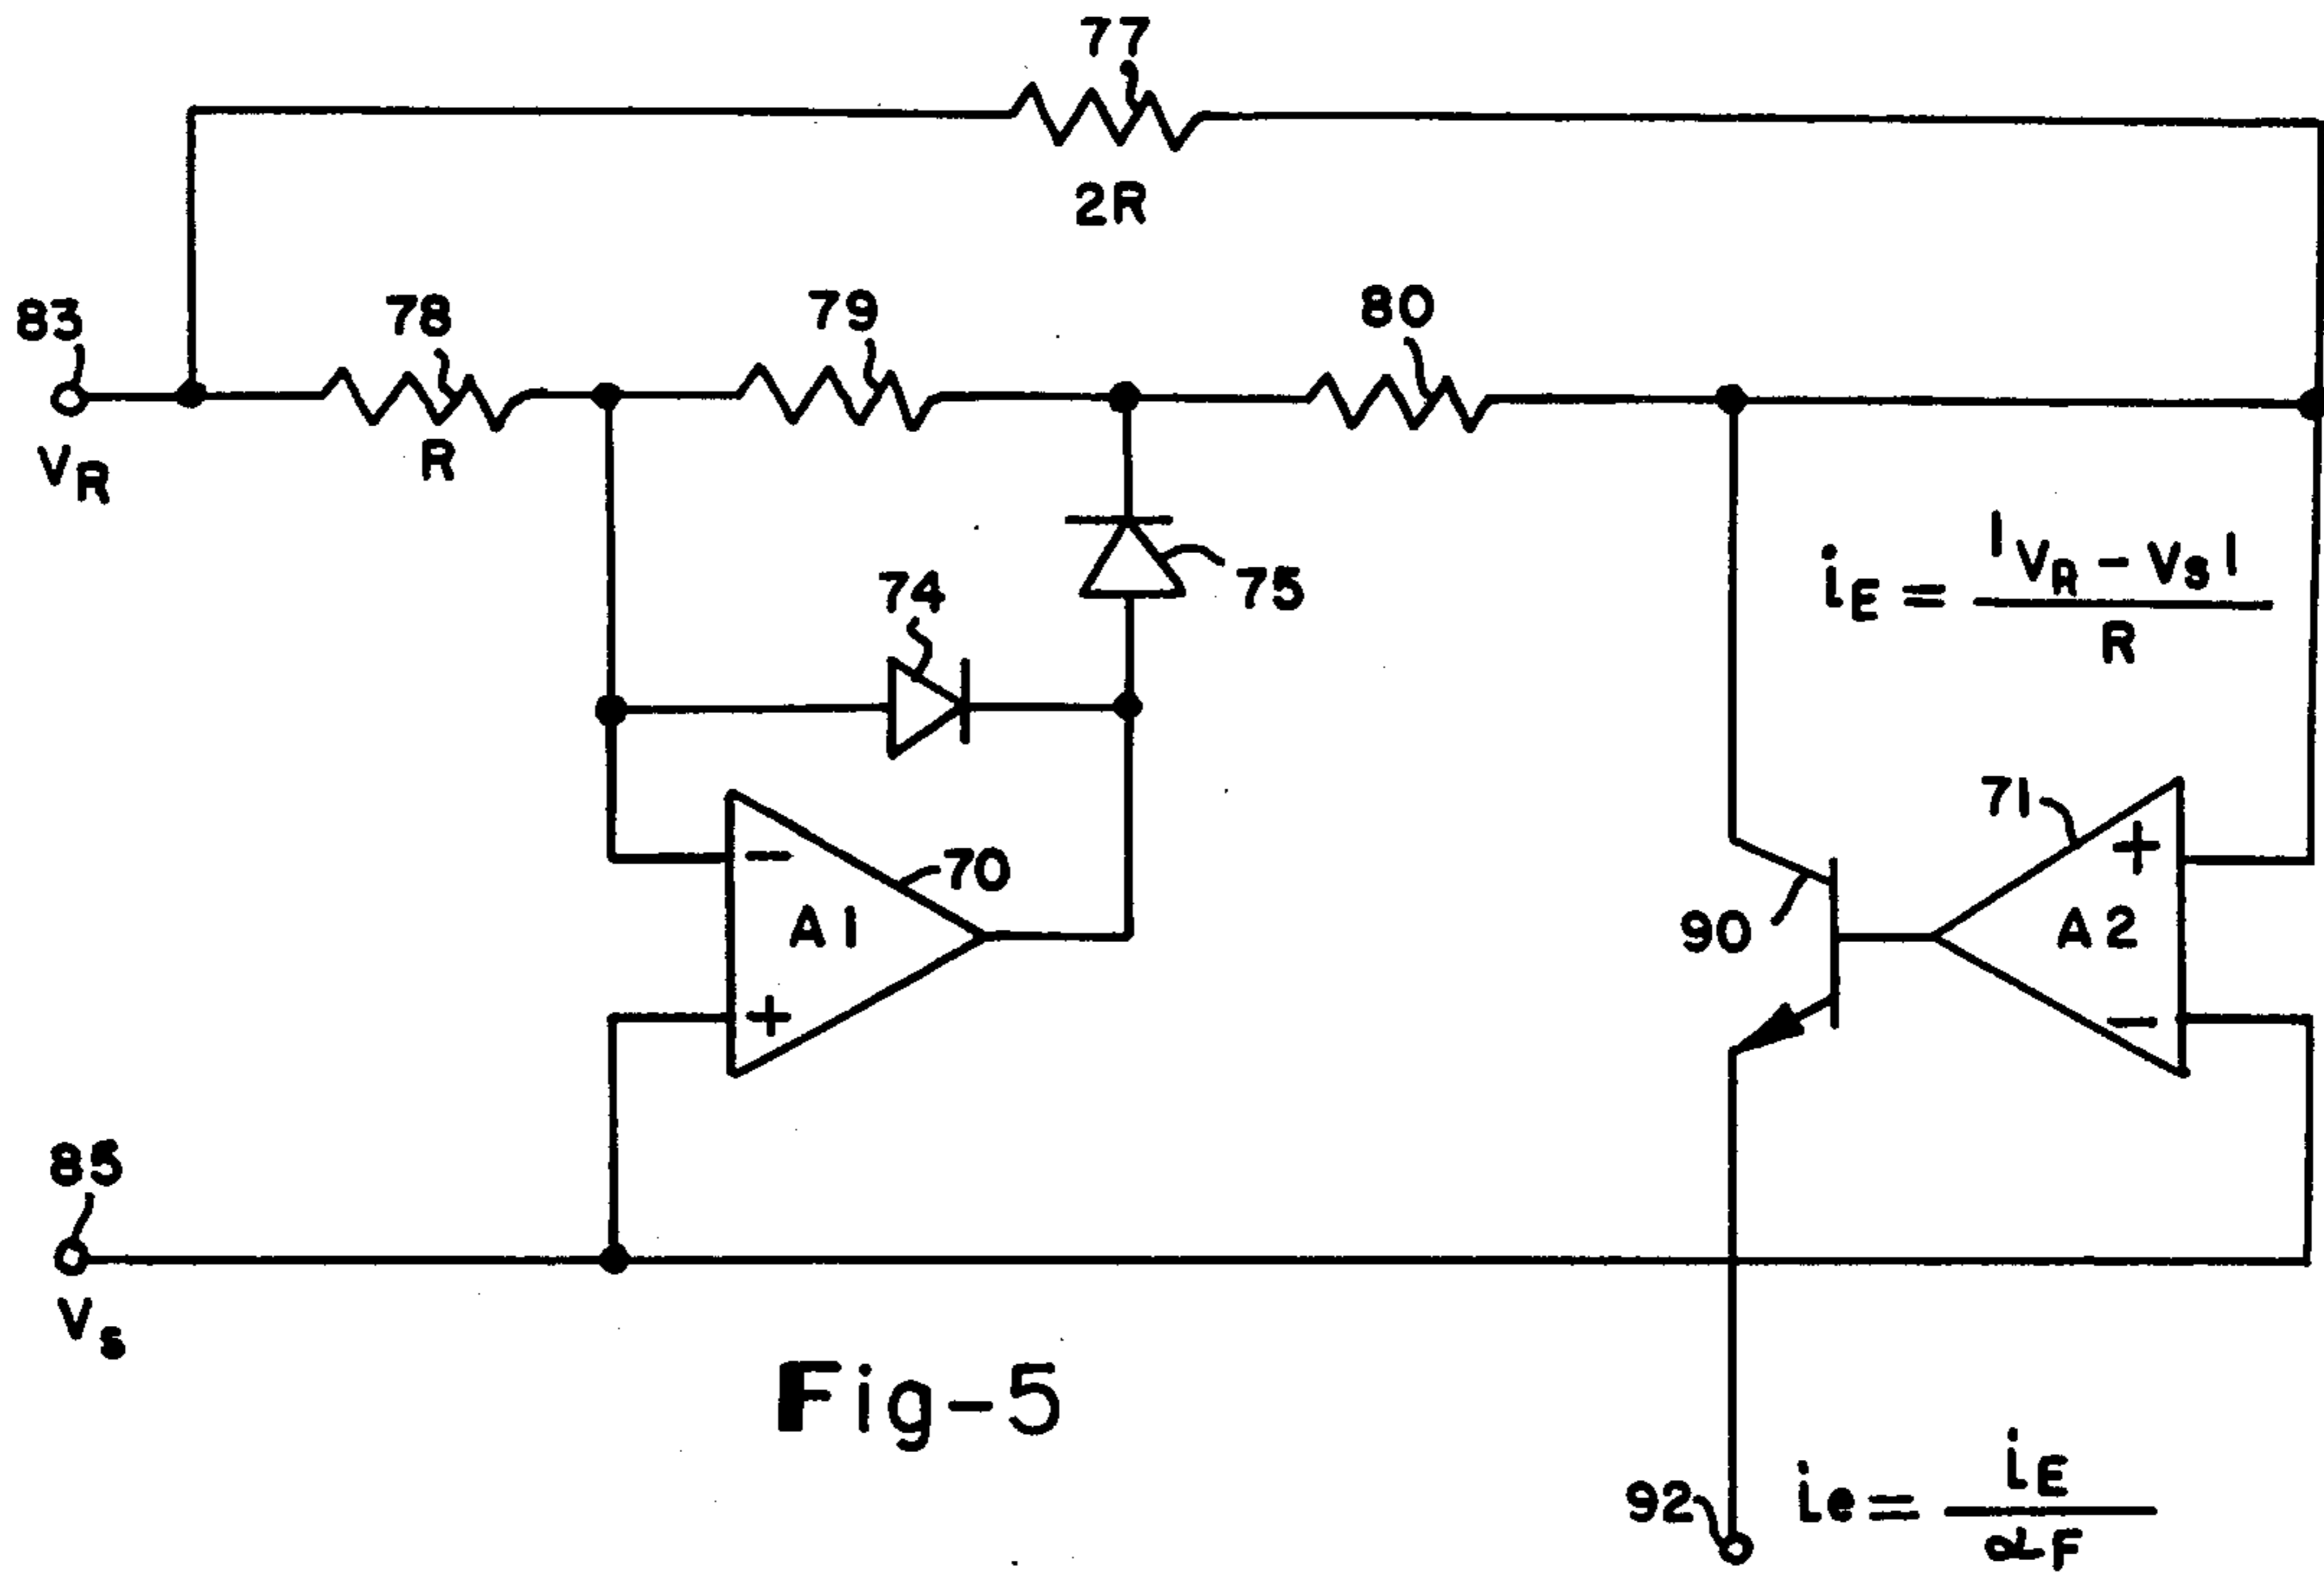 77
2R
83
78
79
80
VR
R
74
75
iE = |VR - VS| / R
71
+
-
70
A1
90
A2
+
-
85
VS
Fig-5
92
ie = iE / αF